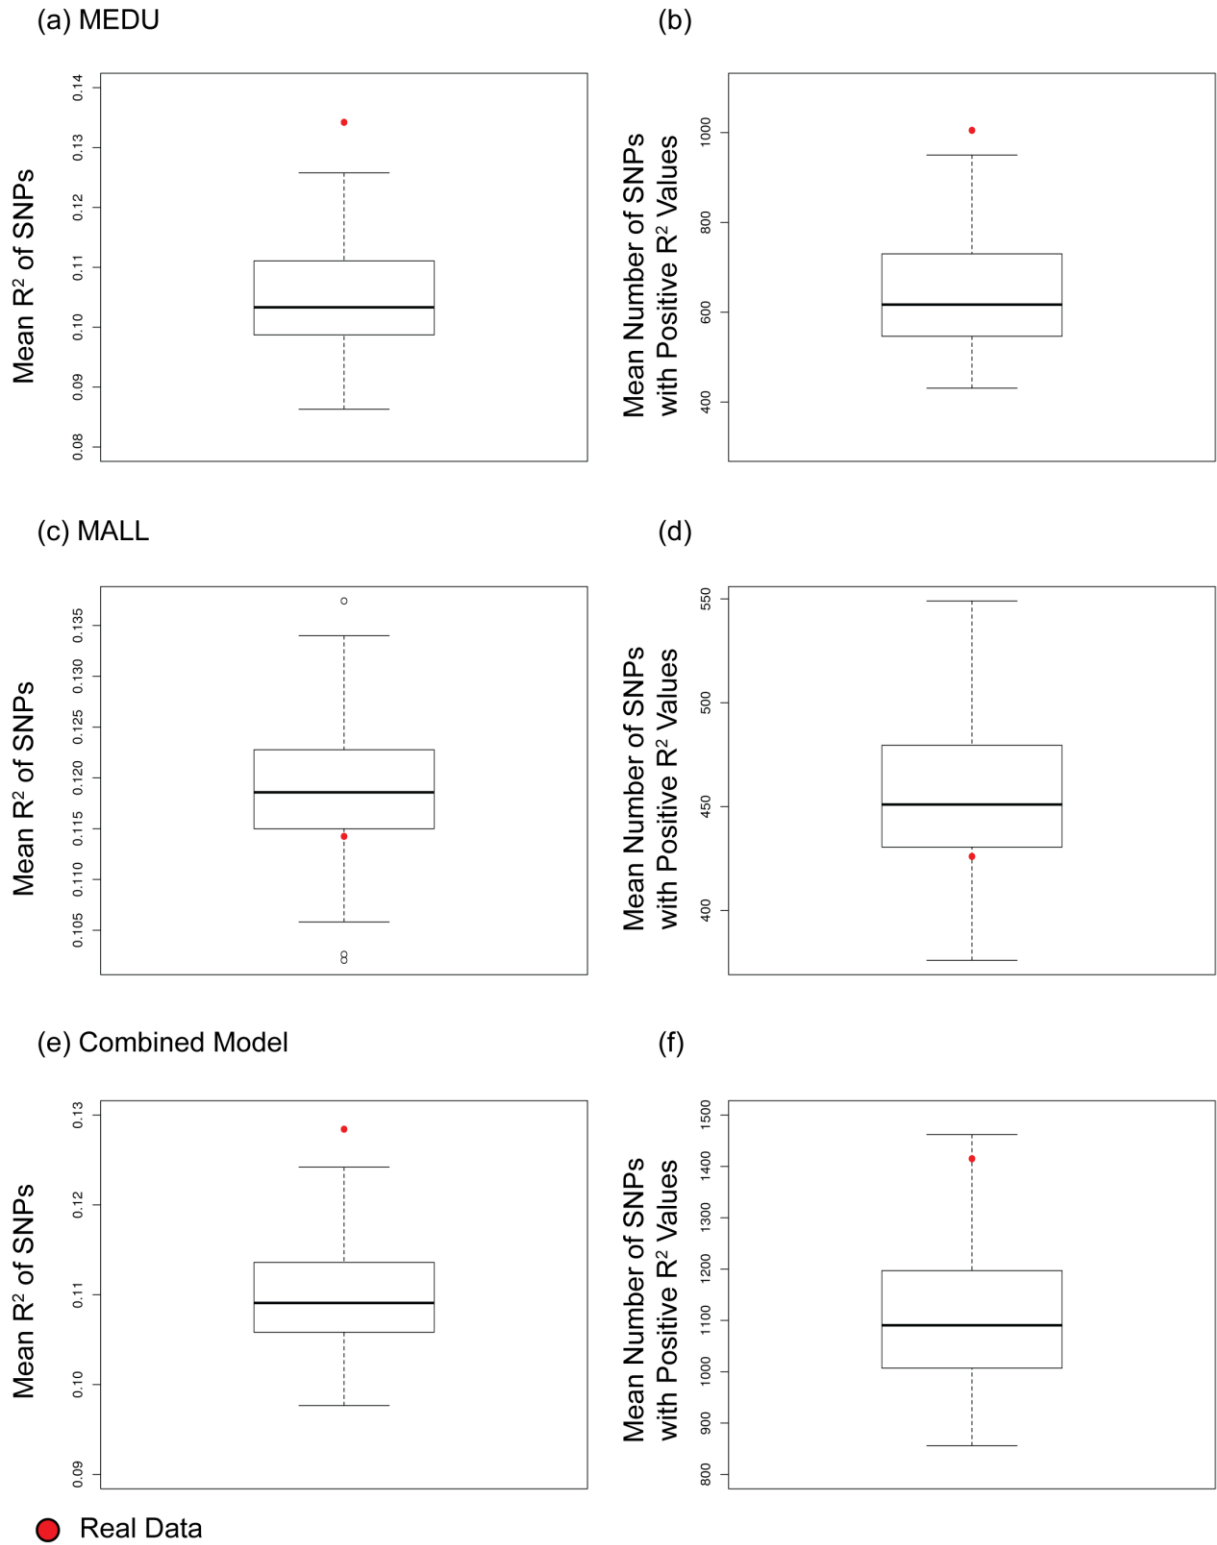 (a) MEDU
(b)
Mean R² of SNPs
0.14
0.13
0.12
0.11
0.10
0.09
0.08
Mean Number of SNPs
with Positive R² Values
1000
800
600
400
(c) MALL
(d)
Mean R² of SNPs
0.135
0.130
0.125
0.120
0.115
0.110
0.105
Mean Number of SNPs
with Positive R² Values
550
500
450
400
(e) Combined Model
(f)
Mean R² of SNPs
0.13
0.12
0.11
0.10
0.09
Mean Number of SNPs
with Positive R² Values
1500
1400
1300
1200
1100
1000
900
800
Real Data